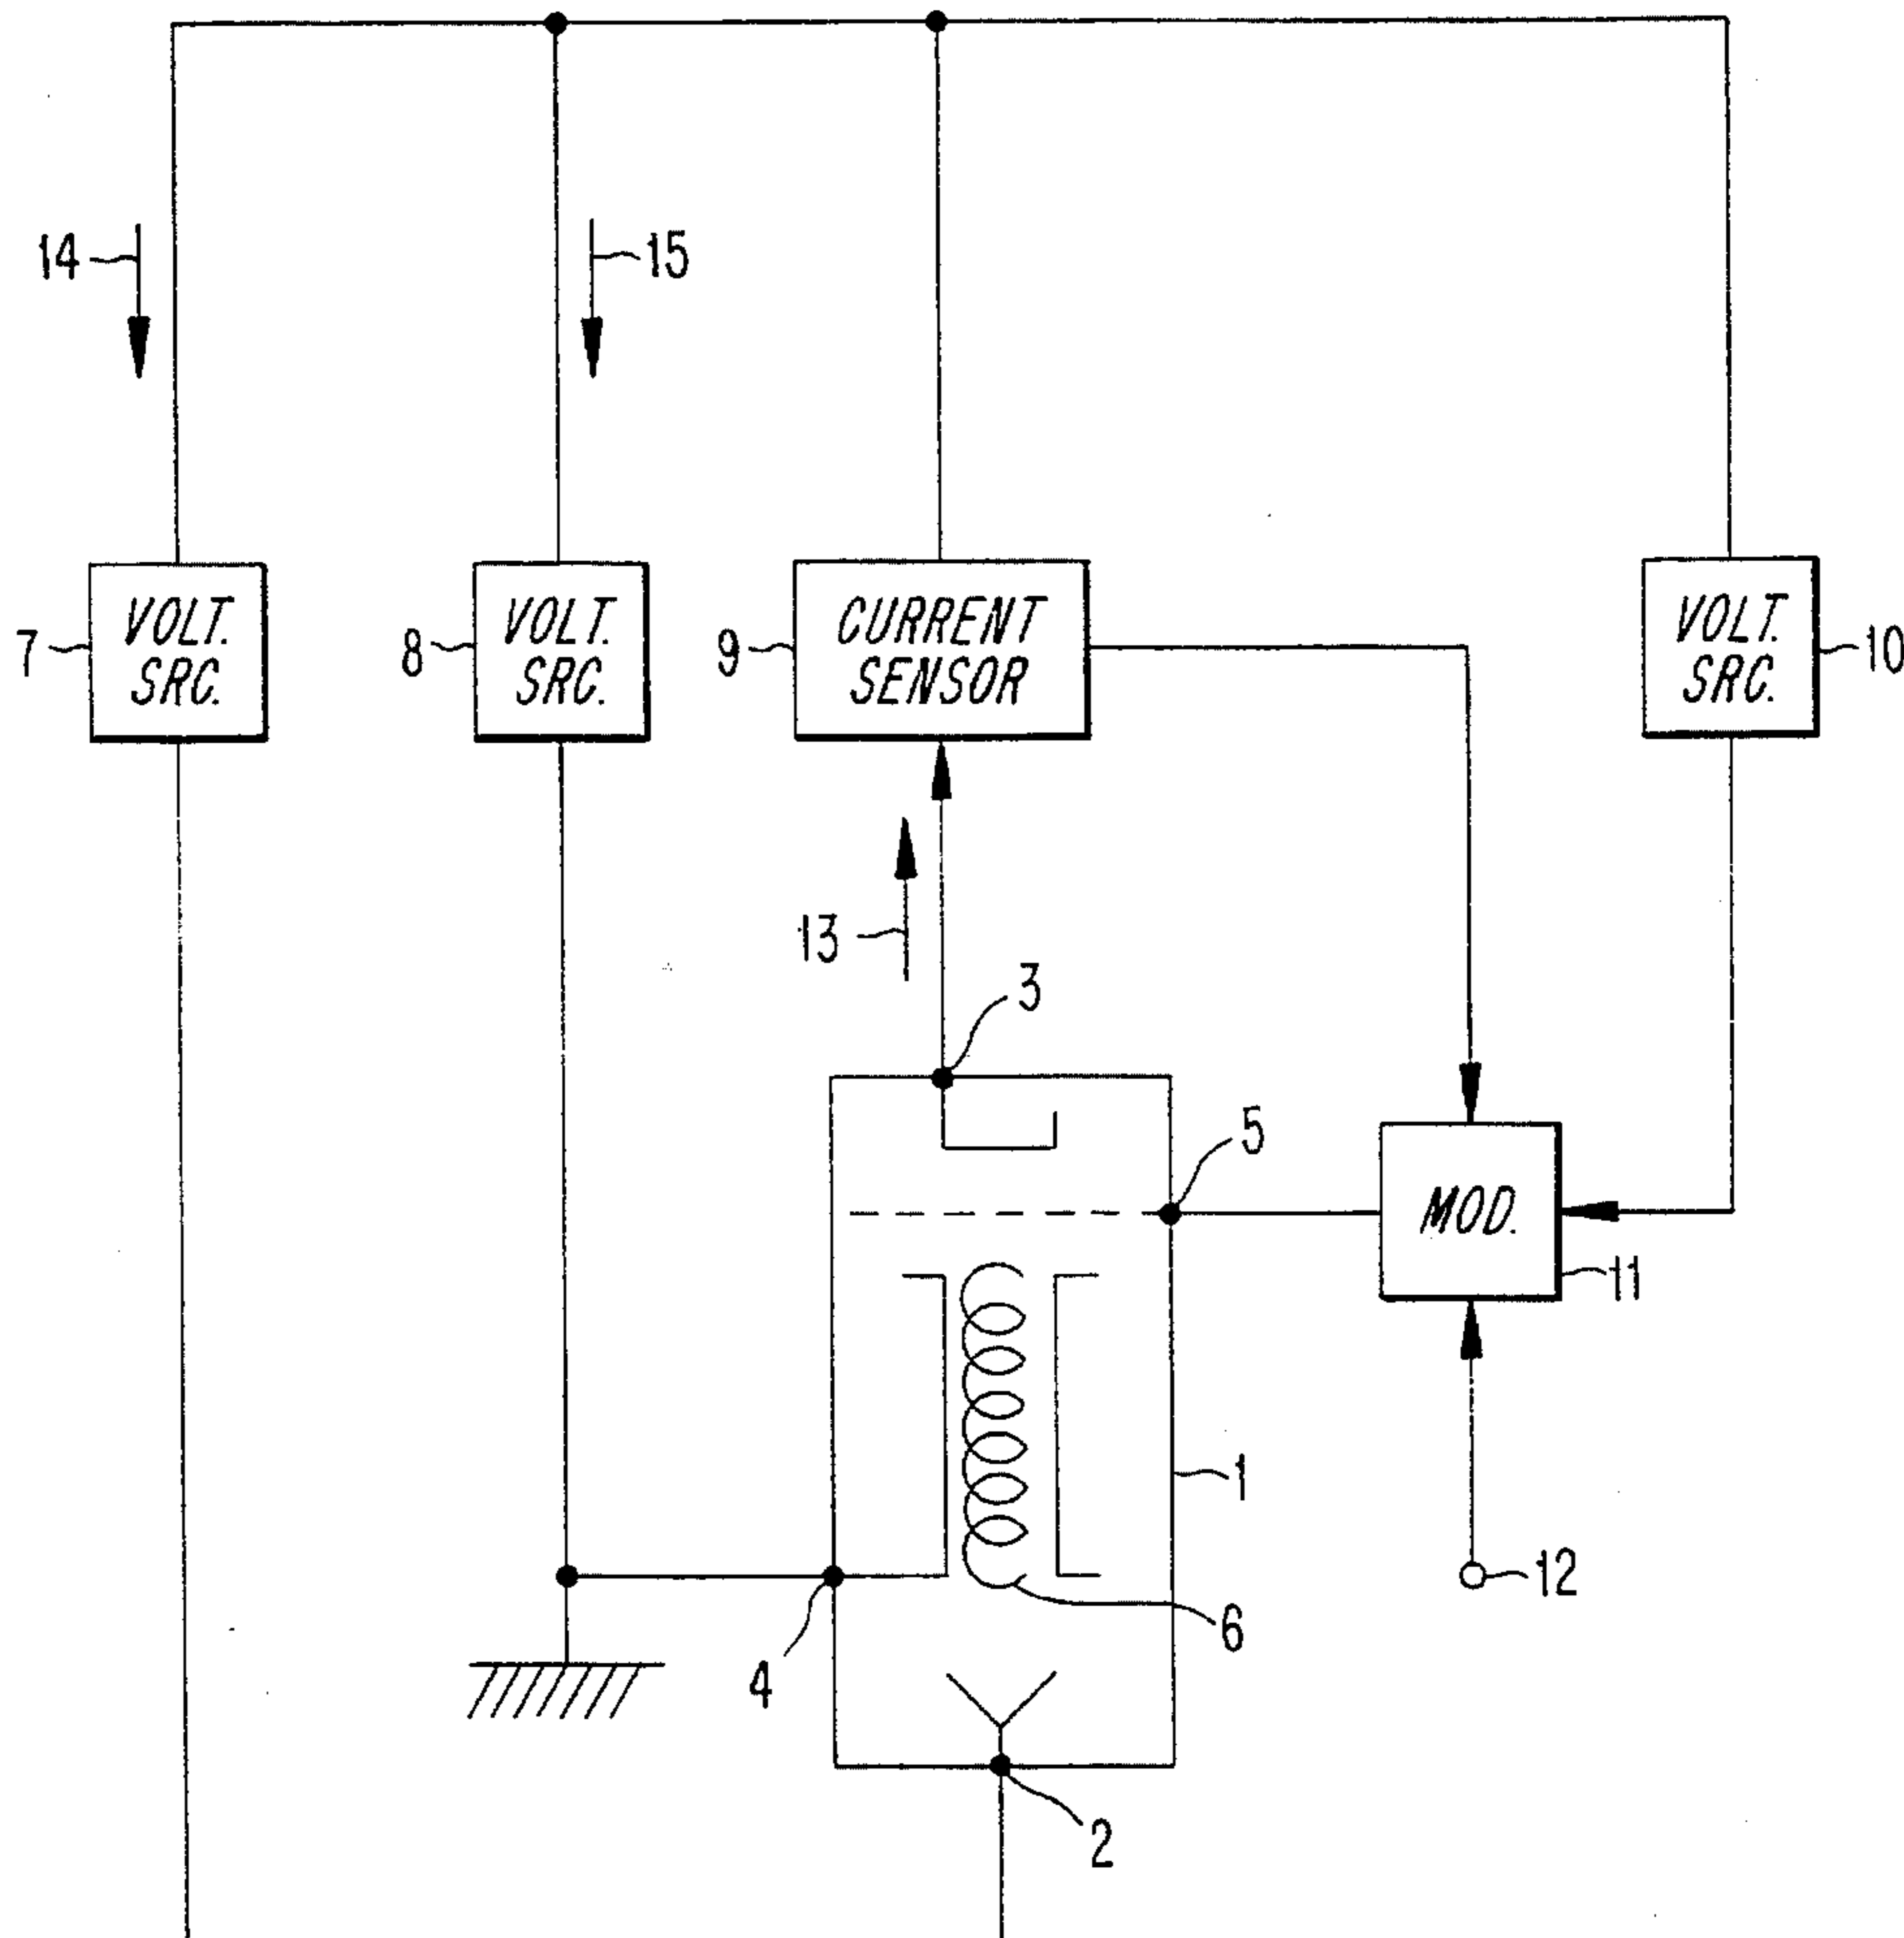 14
15
7
VOLT.
SRC.
8
VOLT.
SRC.
9
CURRENT
SENSOR
VOLT.
SRC.
10
13
3
5
MOD.
11
1
12
6
4
2